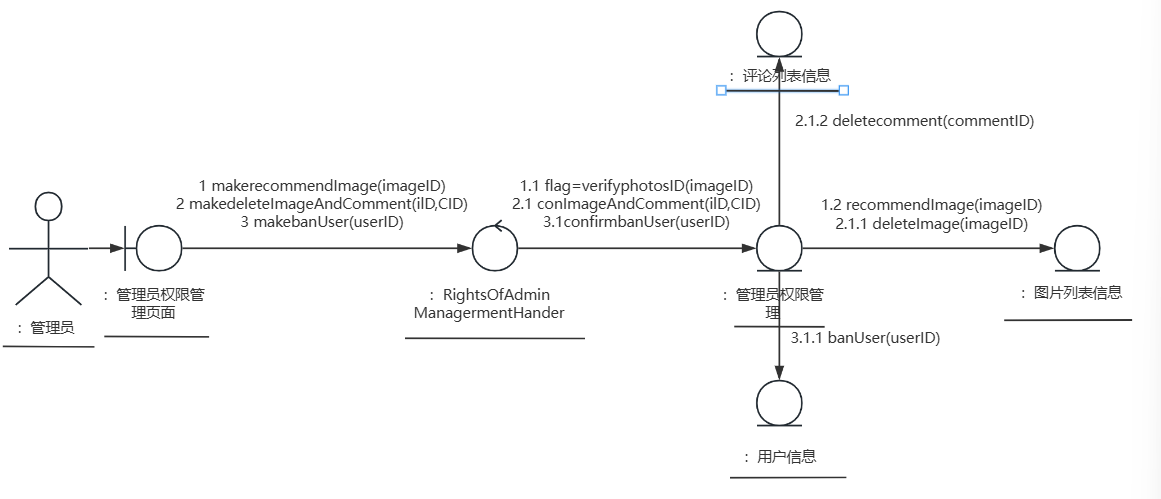 ：评论列表信息
2.1.2 deletecomment(commentID)
1 makerecommendImage(imageID)
2 makedeleteImageAndComment(iID,CID)
3 makebanUser(userID)
1.1 flag=verifyphotosID(imageID)
2.1 conImageAndComment(iID,CID)
3.1confirmbanUser(userID)
1.2 recommendImage(imageID)
2.1.1 deleteImage(imageID)
：管理员
：管理员权限管
理页面
：RightsOfAdmin
ManagermentHander
：管理员权限管
理
：图片列表信息
3.1.1 banUser(userID)
：用户信息